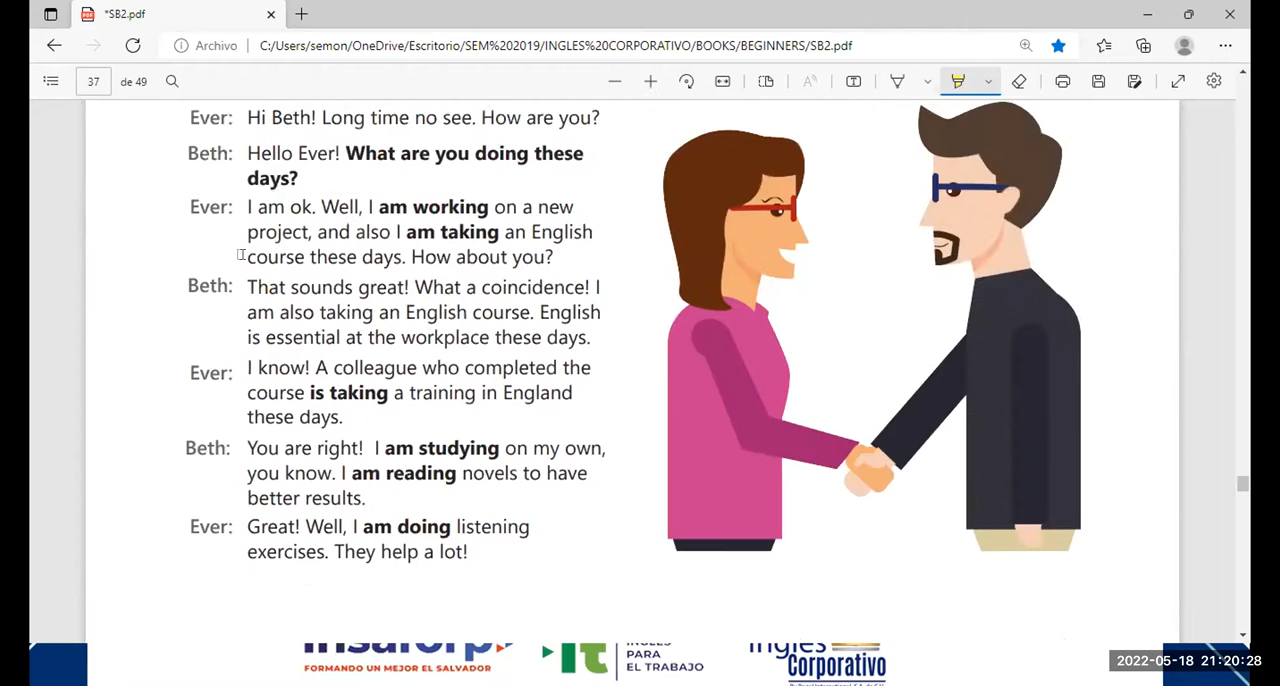 *SB2.pdf
Archivo
C:/Users/semon/OneDrive/Escritorio/SEM%202019/INGLES%20CORPORATIVO/BOOKS/BEGINNERS/SB2.pdf
37 de 49
Ever: Hi Beth! Long time no see. How are you?
Beth: Hello Ever! What are you doing these
days?
Ever: I am ok. Well, I am working on a new
project, and also I am taking an English
course these days. How about you?
Beth: That sounds great! What a coincidence! I
am also taking an English course. English
is essential at the workplace these days.
Ever: I know! A colleague who completed the
course is taking a training in England
these days.
Beth: You are right! I am studying on my own,
you know. I am reading novels to have
better results.
Ever: Great! Well, I am doing listening
exercises. They help a lot!
insaforp
FORMANDO UN MEJOR EL SALVADOR
it
INGLÉS
PARA
EL TRABAJO
Inglés
Corporativo
2022-05-18 21:20:28